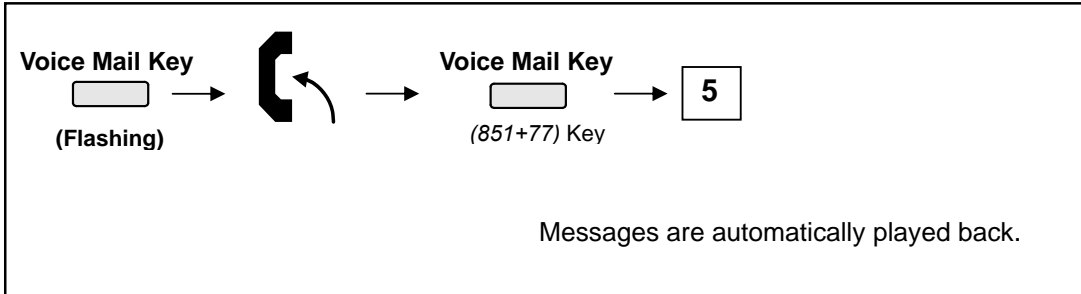 Voice Mail Key
(Flashing)
Voice Mail Key
(851+77) Key
5
Messages are automatically played back.